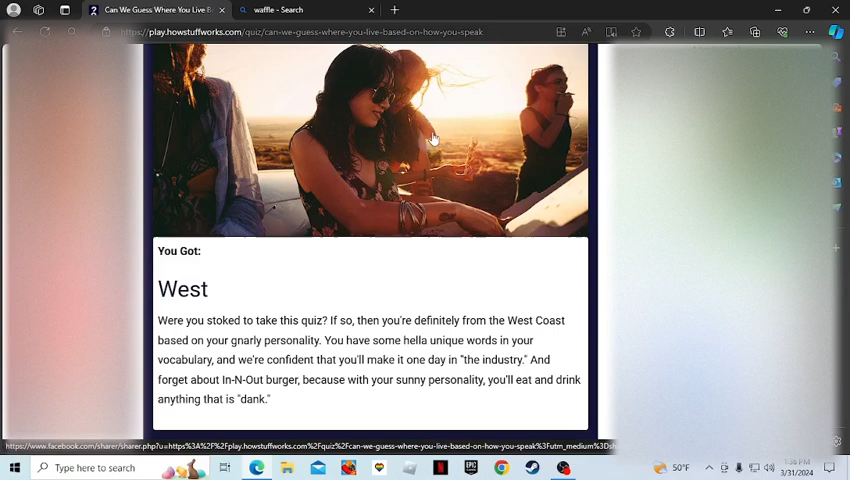 Can We Guess Where You Live B
waffle - Search
https://play.howstuffworks.com/quiz/can-we-guess-where-you-live-based-on-how-you-speak
You Got:
West
Were you stoked to take this quiz? If so, then you're definitely from the West Coast
based on your gnarly personality. You have some hella unique words in your
vocabulary, and we're confident that you'll make it one day in "the industry." And
forget about In-N-Out burger, because with your sunny personality, you'll eat and drink
anything that is "dank."
https://www.facebook.com/sharer/sharer.php?u=https%3A%2F%2Fplay.howstuffworks.com%2Fquiz%2Fcan-we-guess-where-you-live-based-on-how-you-speak%3Futm_medium%3Dsh
Type here to search
50°F
1:36 PM
3/31/2024